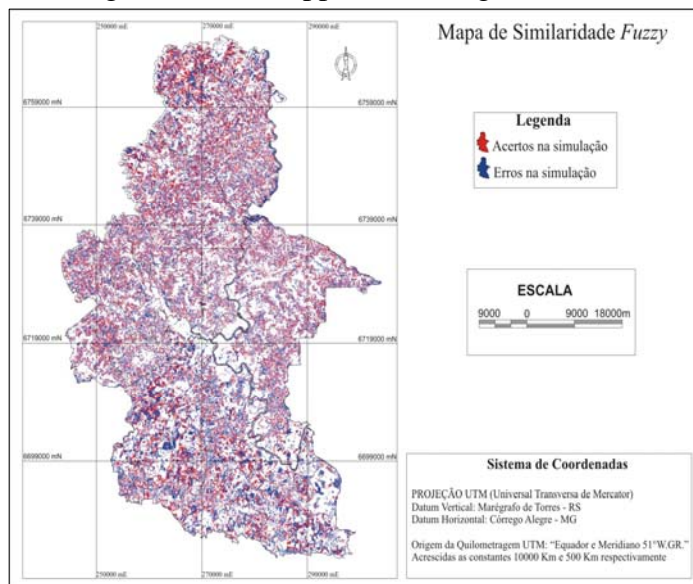 250000 mE
270000 mE
290000 mE
Mapa de Similaridade Fuzzy
6759000 mN
6759000 mN
Legenda
Acertos na simulação
Erros na simulação
6739000 mN
6739000 mN
ESCALA
9000 0 9000 18000m
6719000 mN
6719000 mN
6699000 mN
6699000 mN
Sistema de Coordenadas
PROJEÇÃO UTM (Universal Transversa de Mercator)
Datum Vertical: Marégrafo de Torres - RS
Datum Horizontal: Córrego Alegre - MG
Origem da Quilometragem UTM: “Equador e Meridiano 51°W.GR.”
Acrescidas as constantes 10000 Km e 500 Km respectivamente
250000 mE
270000 mE
290000 mE